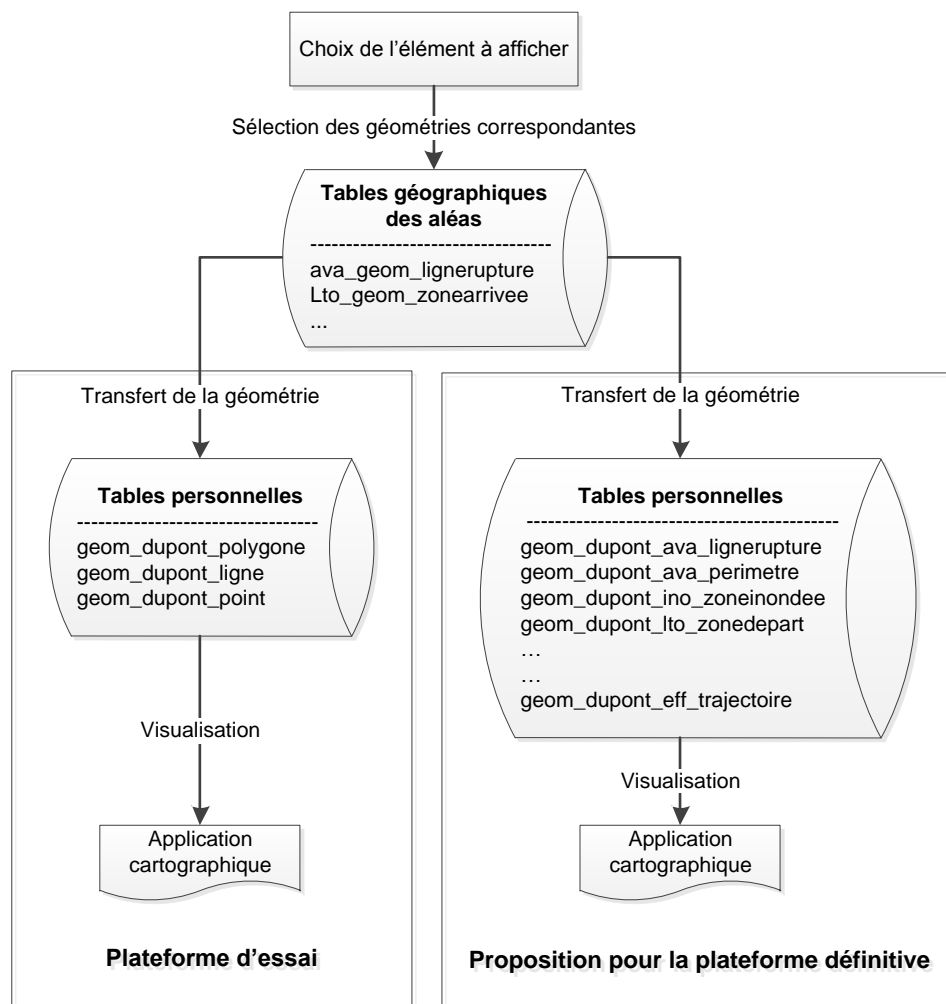 Choix de l'élément à afficher
Sélection des géométries correspondantes
Tables géographiques
des aléas
----------------------------------
ava_geom_lignerupture
Lto_geom_zonearrivee
...
Transfert de la géométrie
Tables personnelles
----------------------------------
geom_dupont_polygone
geom_dupont_ligne
geom_dupont_point
Visualisation
Application
cartographique
Plateforme d'essai
Transfert de la géométrie
Tables personnelles
--------------------------------------------
geom_dupont_ava_lignerupture
geom_dupont_ava_perimetre
geom_dupont_ino_zoneinondee
geom_dupont_lto_zonedepart
…
…
geom_dupont_eff_trajectoire
Visualisation
Application
cartographique
Proposition pour la plateforme définitive